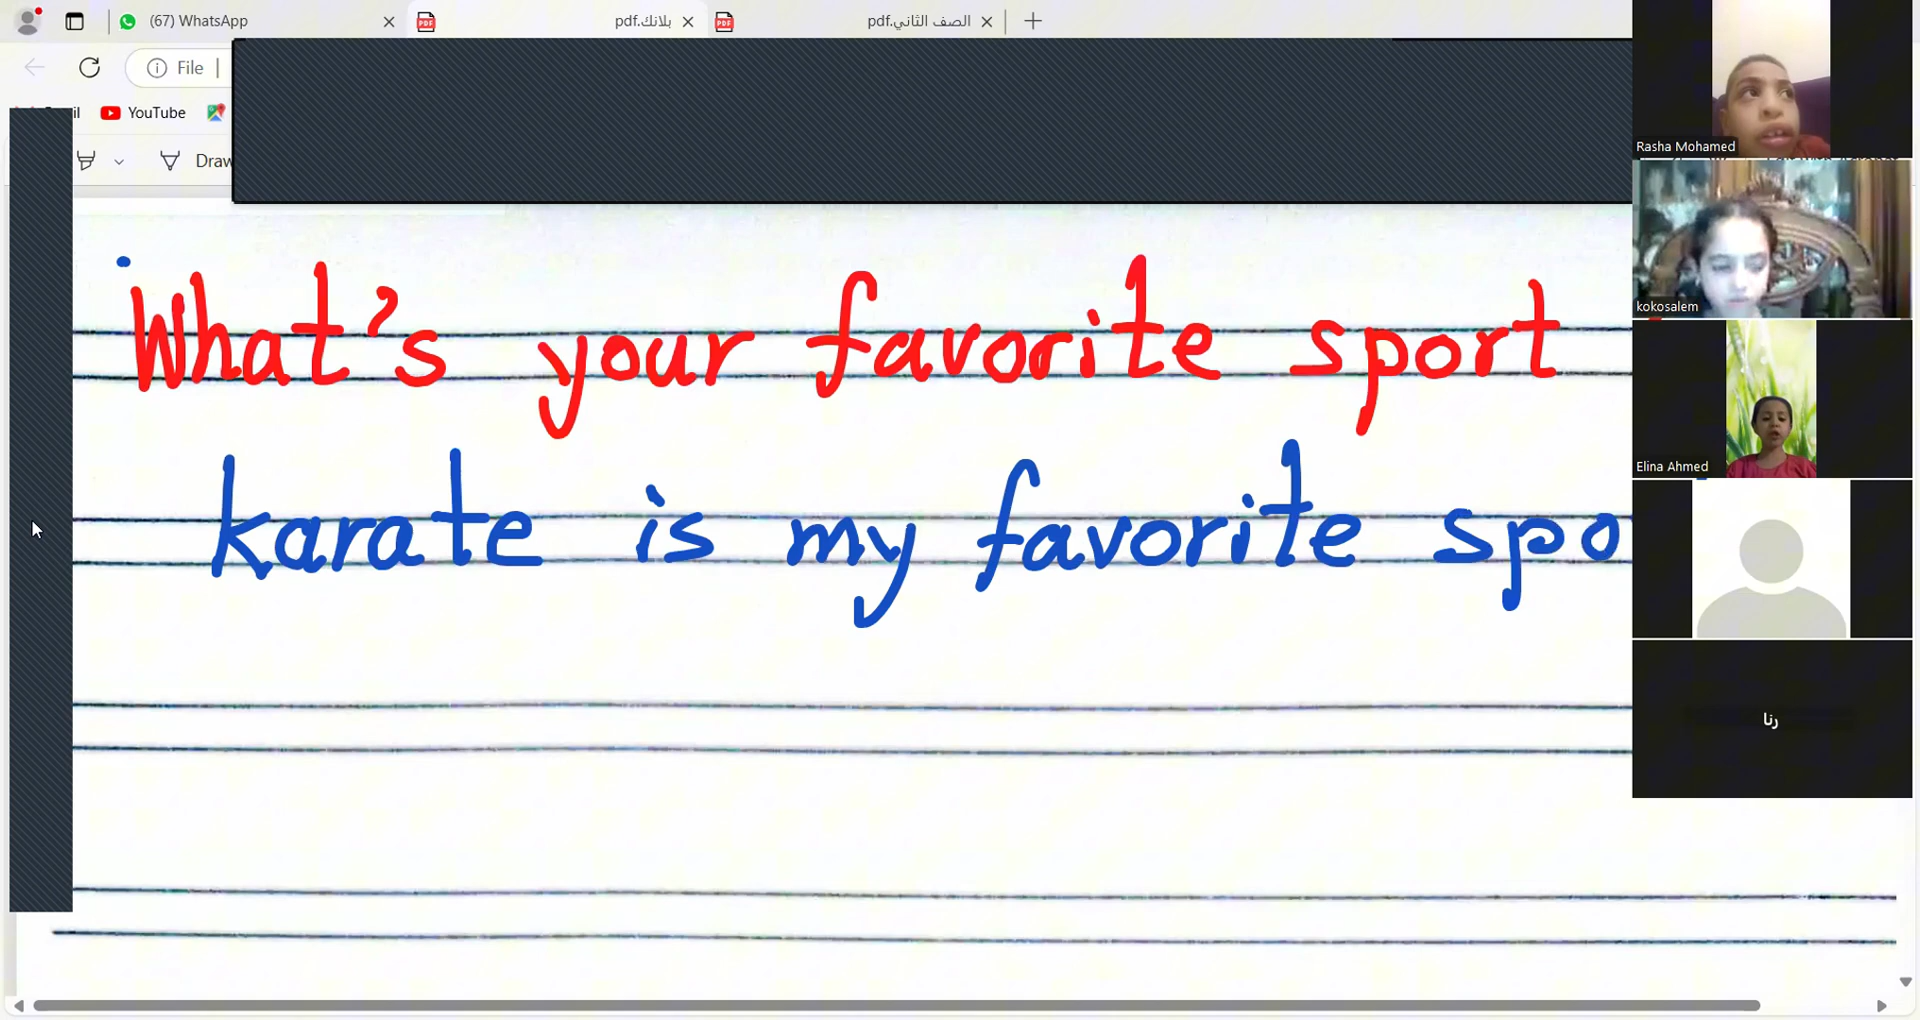 (67) WhatsApp
بلانك.pdf
الصف الثاني.pdf
File
YouTube
Draw
What's your favorite sport
karate is my favorite spo
Rasha Mohamed
kokosalem
Elina Ahmed
رنا